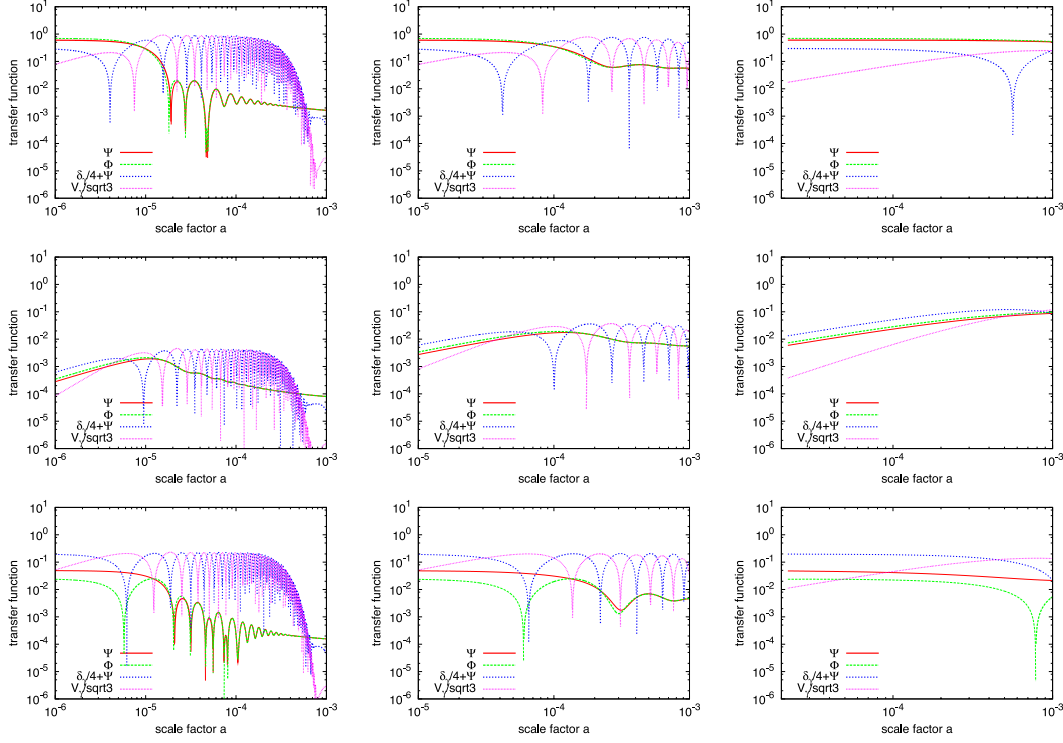 transfer function
10¹
10⁰
10⁻¹
10⁻²
10⁻³
10⁻⁴
10⁻⁵
10⁻⁶
Ψ
Φ
δᵧ/4+Ψ
Vᵧ/sqrt3
10⁻⁶ 10⁻⁵ 10⁻⁴ 10⁻³
scale factor a
transfer function
10¹
10⁰
10⁻¹
10⁻²
10⁻³
10⁻⁴
10⁻⁵
10⁻⁶
Ψ
Φ
δᵧ/4+Ψ
Vᵧ/sqrt3
10⁻⁵ 10⁻⁴ 10⁻³
scale factor a
transfer function
10¹
10⁰
10⁻¹
10⁻²
10⁻³
10⁻⁴
10⁻⁵
10⁻⁶
Ψ
Φ
δᵧ/4+Ψ
Vᵧ/sqrt3
10⁻⁴ 10⁻³
scale factor a
transfer function
10¹
10⁰
10⁻¹
10⁻²
10⁻³
10⁻⁴
10⁻⁵
10⁻⁶
Ψ
Φ
δᵧ/4+Ψ
Vᵧ/sqrt3
10⁻⁶ 10⁻⁵ 10⁻⁴ 10⁻³
scale factor a
transfer function
10¹
10⁰
10⁻¹
10⁻²
10⁻³
10⁻⁴
10⁻⁵
10⁻⁶
Ψ
Φ
δᵧ/4+Ψ
Vᵧ/sqrt3
10⁻⁵ 10⁻⁴ 10⁻³
scale factor a
transfer function
10¹
10⁰
10⁻¹
10⁻²
10⁻³
10⁻⁴
10⁻⁵
10⁻⁶
Ψ
Φ
δᵧ/4+Ψ
Vᵧ/sqrt3
10⁻⁴ 10⁻³
scale factor a
transfer function
10¹
10⁰
10⁻¹
10⁻²
10⁻³
10⁻⁴
10⁻⁵
10⁻⁶
Ψ
Φ
δᵧ/4+Ψ
Vᵧ/sqrt3
10⁻⁶ 10⁻⁵ 10⁻⁴ 10⁻³
scale factor a
transfer function
10¹
10⁰
10⁻¹
10⁻²
10⁻³
10⁻⁴
10⁻⁵
10⁻⁶
Ψ
Φ
δᵧ/4+Ψ
Vᵧ/sqrt3
10⁻⁵ 10⁻⁴ 10⁻³
scale factor a
transfer function
10¹
10⁰
10⁻¹
10⁻²
10⁻³
10⁻⁴
10⁻⁵
10⁻⁶
Ψ
Φ
δᵧ/4+Ψ
Vᵧ/sqrt3
10⁻⁴ 10⁻³
scale factor a